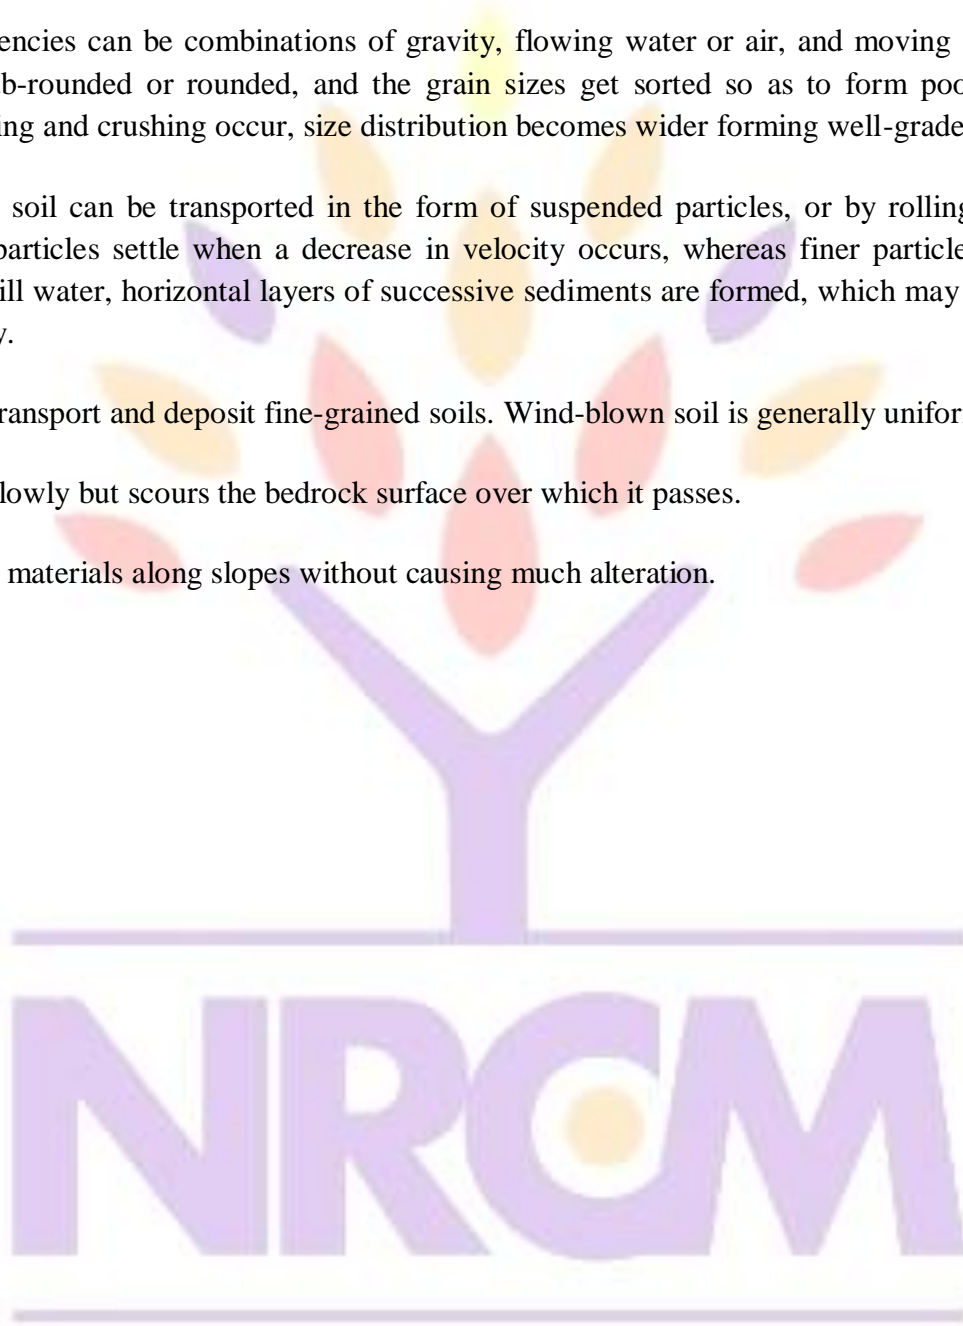 encies can be combinations of gravity, flowing water or air, and moving
b-rounded or rounded, and the grain sizes get sorted so as to form poo
ing and crushing occur, size distribution becomes wider forming well-grade
soil can be transported in the form of suspended particles, or by rolling
particles settle when a decrease in velocity occurs, whereas finer particle
ill water, horizontal layers of successive sediments are formed, which may
y.
ransport and deposit fine-grained soils. Wind-blown soil is generally unifor
lowly but scours the bedrock surface over which it passes.
materials along slopes without causing much alteration.
NRCM